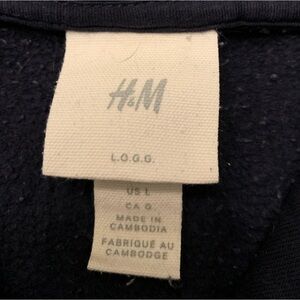 H&M
L.O.G.G.
US L
CA G
MADE IN
CAMBODIA
FABRIQUÉ AU
CAMBODGE